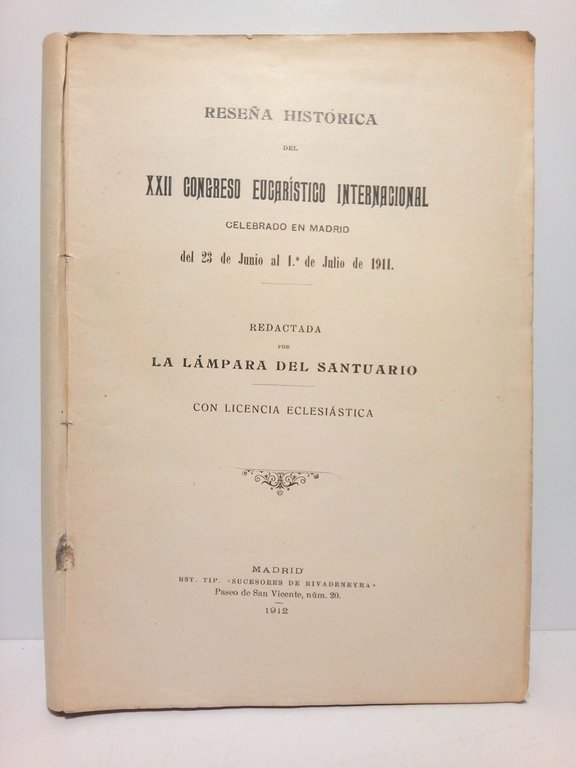 RESEÑA HISTÓRICA
DEL
XXII CONGRESO EUCARÍSTICO INTERNACIONAL
CELEBRADO EN MADRID
del 23 de Junio al 1.º de Julio de 1911.
REDACTADA
POR
LA LÁMPARA DEL SANTUARIO
CON LICENCIA ECLESIÁSTICA
MADRID
EST. TIP. «SUCESORES DE RIVADENEYRA»
Paseo de San Vicente, núm. 20.
1912